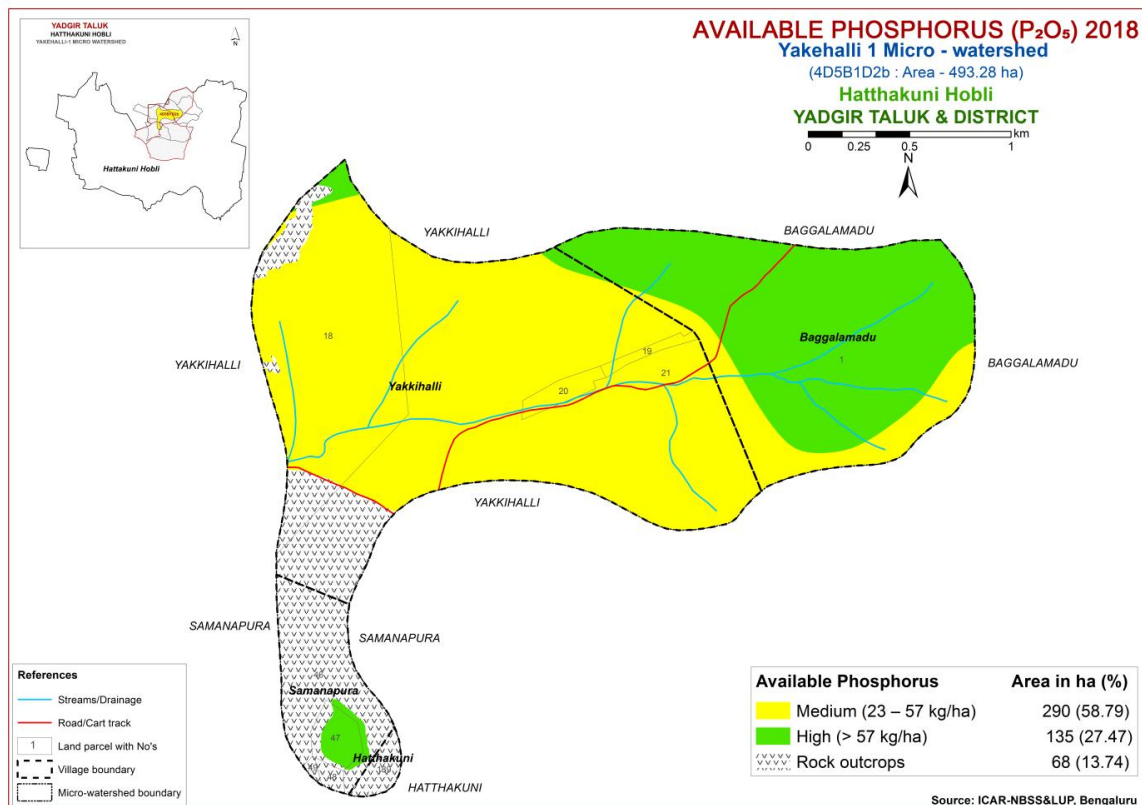 YADGIR TALUK
HATTHAKUNI HOBLI
YAKEHALLI-1 MICRO WATERSHED
N
Hattakuni Hobli
AVAILABLE PHOSPHORUS (P₂O₅) 2018
Yakehalli 1 Micro - watershed
(4D5B1D2b : Area - 493.28 ha)
Hatthakuni Hobli
YADGIR TALUK & DISTRICT
km
0 0.25 0.5 1
N
YAKKIHALLI
BAGGALAMADU
18
YAKKIHALLI
Yakkihalli
19
20
21
Baggalamadu
1
BAGGALAMADU
YAKKIHALLI
SAMANAPURA
SAMANAPURA
46
Samanapura
47
Hatthakuni
49
48
HATTHAKUNI
References
Streams/Drainage
Road/Cart track
1 Land parcel with No's
Village boundary
Micro-watershed boundary
Available Phosphorus Area in ha (%)
Medium (23 – 57 kg/ha) 290 (58.79)
High (> 57 kg/ha) 135 (27.47)
Rock outcrops 68 (13.74)
Source: ICAR-NBSS&LUP, Bengaluru